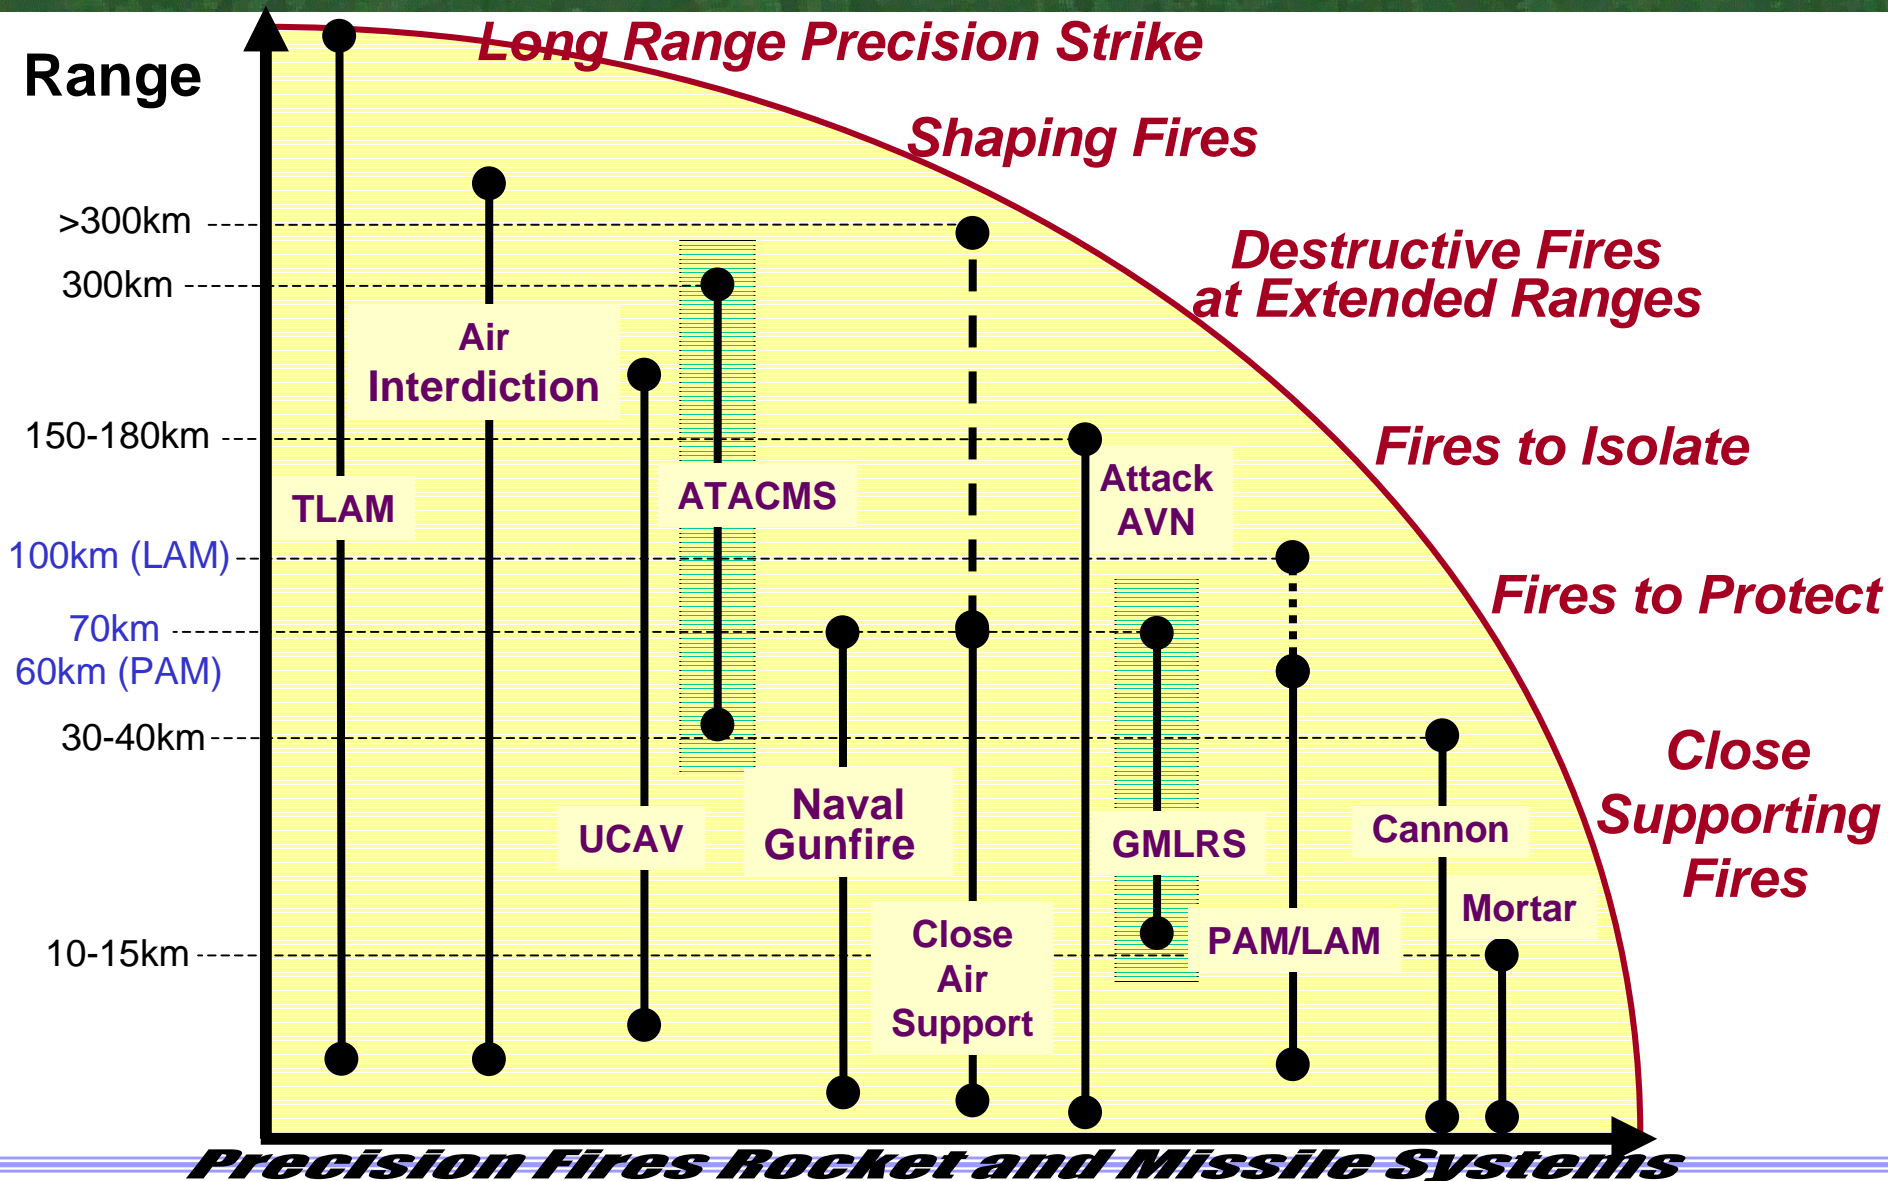 Long Range Precision Strike
Range
Shaping Fires
>300km
Destructive Fires
at Extended Ranges
300km
Air
Interdiction
150-180km
Fires to Isolate
TLAM
ATACMS
Attack
AVN
100km (LAM)
Fires to Protect
70km
60km (PAM)
30-40km
Close
Supporting
Fires
UCAV
Naval
Gunfire
GMLRS
Cannon
Mortar
10-15km
Close
Air
Support
PAM/LAM
Precision Fires Rocket and Missile Systems